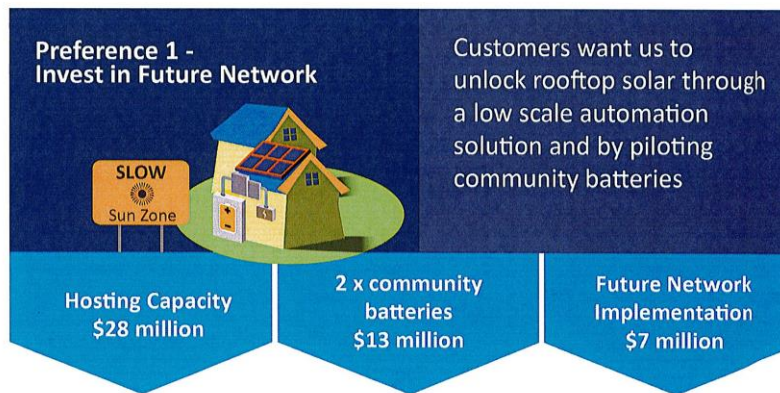 Preference 1 -
Invest in Future Network
Customers want us to
unlock rooftop solar through
a low scale automation
solution and by piloting
community batteries
SLOW
Sun Zone
Hosting Capacity
$28 million
2 x community
batteries
$13 million
Future Network
Implementation
$7 million